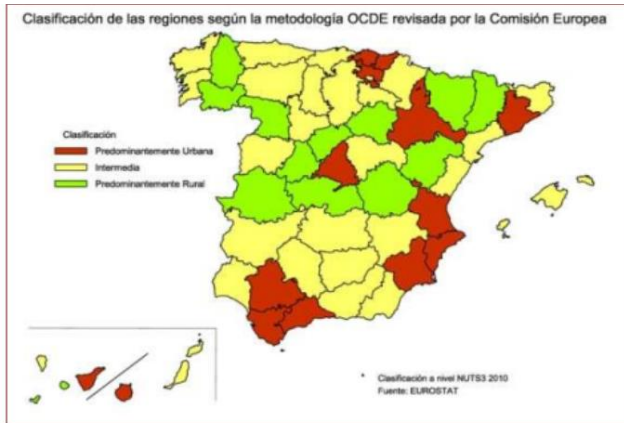 Clasificación de las regiones según la metodología OCDE revisada por la Comisión Europea
Clasificación
Predominantemente Urbana
Intermedia
Predominantemente Rural
* Clasificación a nivel NUTS3 2010
Fuente: EUROSTAT